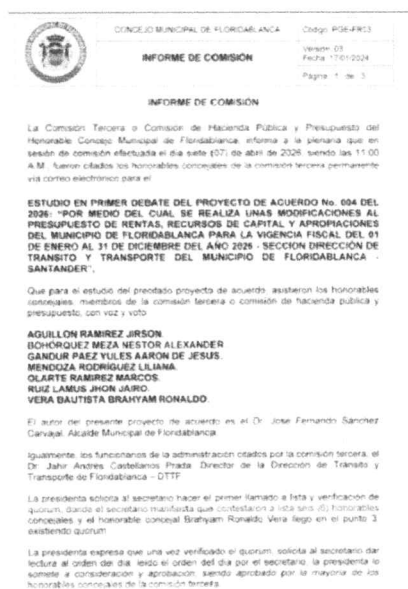 CONCEJO MUNICIPAL DE FLORIDABLANCA
Código: PGE-FR13
INFORME DE COMISIÓN
Versión: 03
Fecha: 17/01/2024
Página 1 de 3
INFORME DE COMISIÓN
La Comisión Tercera o Comisión de Hacienda Pública y Presupuesto del
Honorable Concejo Municipal de Floridablanca, informa a la plenaria que en
sesión de comisión efectuada el día siete (07) de abril de 2026, siendo las 11:00
A.M., fueron citados los honorables concejales de la comisión tercera permanente
vía correo electrónico para el
ESTUDIO EN PRIMER DEBATE DEL PROYECTO DE ACUERDO No. 004 DEL
2026: "POR MEDIO DEL CUAL SE REALIZA UNAS MODIFICACIONES AL
PRESUPUESTO DE RENTAS, RECURSOS DE CAPITAL Y APROPIACIONES
DEL MUNICIPIO DE FLORIDABLANCA PARA LA VIGENCIA FISCAL DEL 01
DE ENERO AL 31 DE DICIEMBRE DEL AÑO 2026 - SECCION DIRECCIÓN DE
TRANSITO Y TRANSPORTE DEL MUNICIPIO DE FLORIDABLANCA -
SANTANDER",
Que para el estudio del precitado proyecto de acuerdo, asistieron los honorables
concejales, miembros de la comisión tercera o comisión de hacienda pública y
presupuesto, con voz y voto
AGUILLON RAMIREZ JIRSON.
BOHÓRQUEZ MEZA NESTOR ALEXANDER
GANDUR PAEZ YULES AARON DE JESUS.
MENDOZA RODRÍGUEZ LILIANA.
OLARTE RAMIREZ MARCOS.
RUIZ LAMUS JHON JAIRO.
VERA BAUTISTA BRAHYAM RONALDO.
El autor del presente proyecto de acuerdo es el Dr. José Fernando Sánchez
Carvajal, Alcalde Municipal de Floridablanca.
Igualmente, los funcionarios de la administración citados por la comisión tercera, el
Dr. Jahir Andrés Castellanos Prada. Director de la Dirección de Tránsito y
Transporte de Floridablanca – DTTF
La presidenta solicita al secretario hacer el primer llamado a lista y verificación de
quorum, donde el secretario manifiesta que contestaron a lista seis (6) honorables
concejales y el honorable concejal Brahyam Ronaldo Vera llego en el punto 3.
existiendo quorum
La presidenta expresa que una vez verificado el quorum, solicita al secretario dar
lectura al orden del día, leído el orden del día por el secretario, la presidenta lo
somete a consideración y aprobación, siendo aprobado por la mayoría de los
honorables concejales de la comisión tercera.